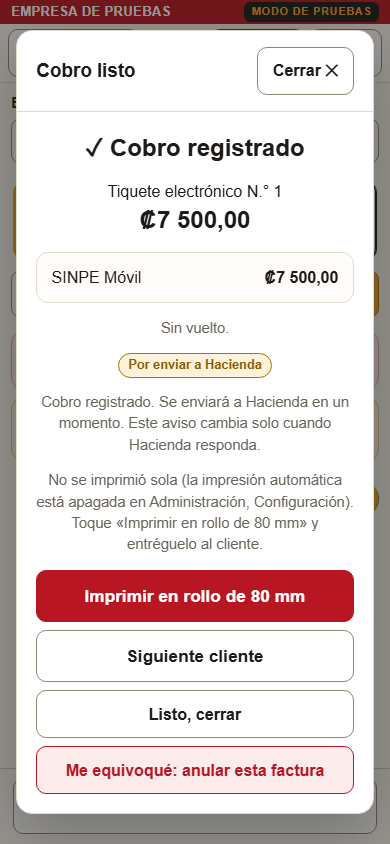 EMPRESA DE PRUEBAS
MODO DE PRUEBAS
Cobro listo
Cerrar ✕
✓ Cobro registrado
Tiquete electrónico N.° 1
₡7 500,00
SINPE Móvil
₡7 500,00
Sin vuelto.
Por enviar a Hacienda
Cobro registrado. Se enviará a Hacienda en un
momento. Este aviso cambia solo cuando
Hacienda responda.
No se imprimió sola (la impresión automática
está apagada en Administración, Configuración).
Toque «Imprimir en rollo de 80 mm» y
entréguelo al cliente.
Imprimir en rollo de 80 mm
Siguiente cliente
Listo, cerrar
Me equivoqué: anular esta factura